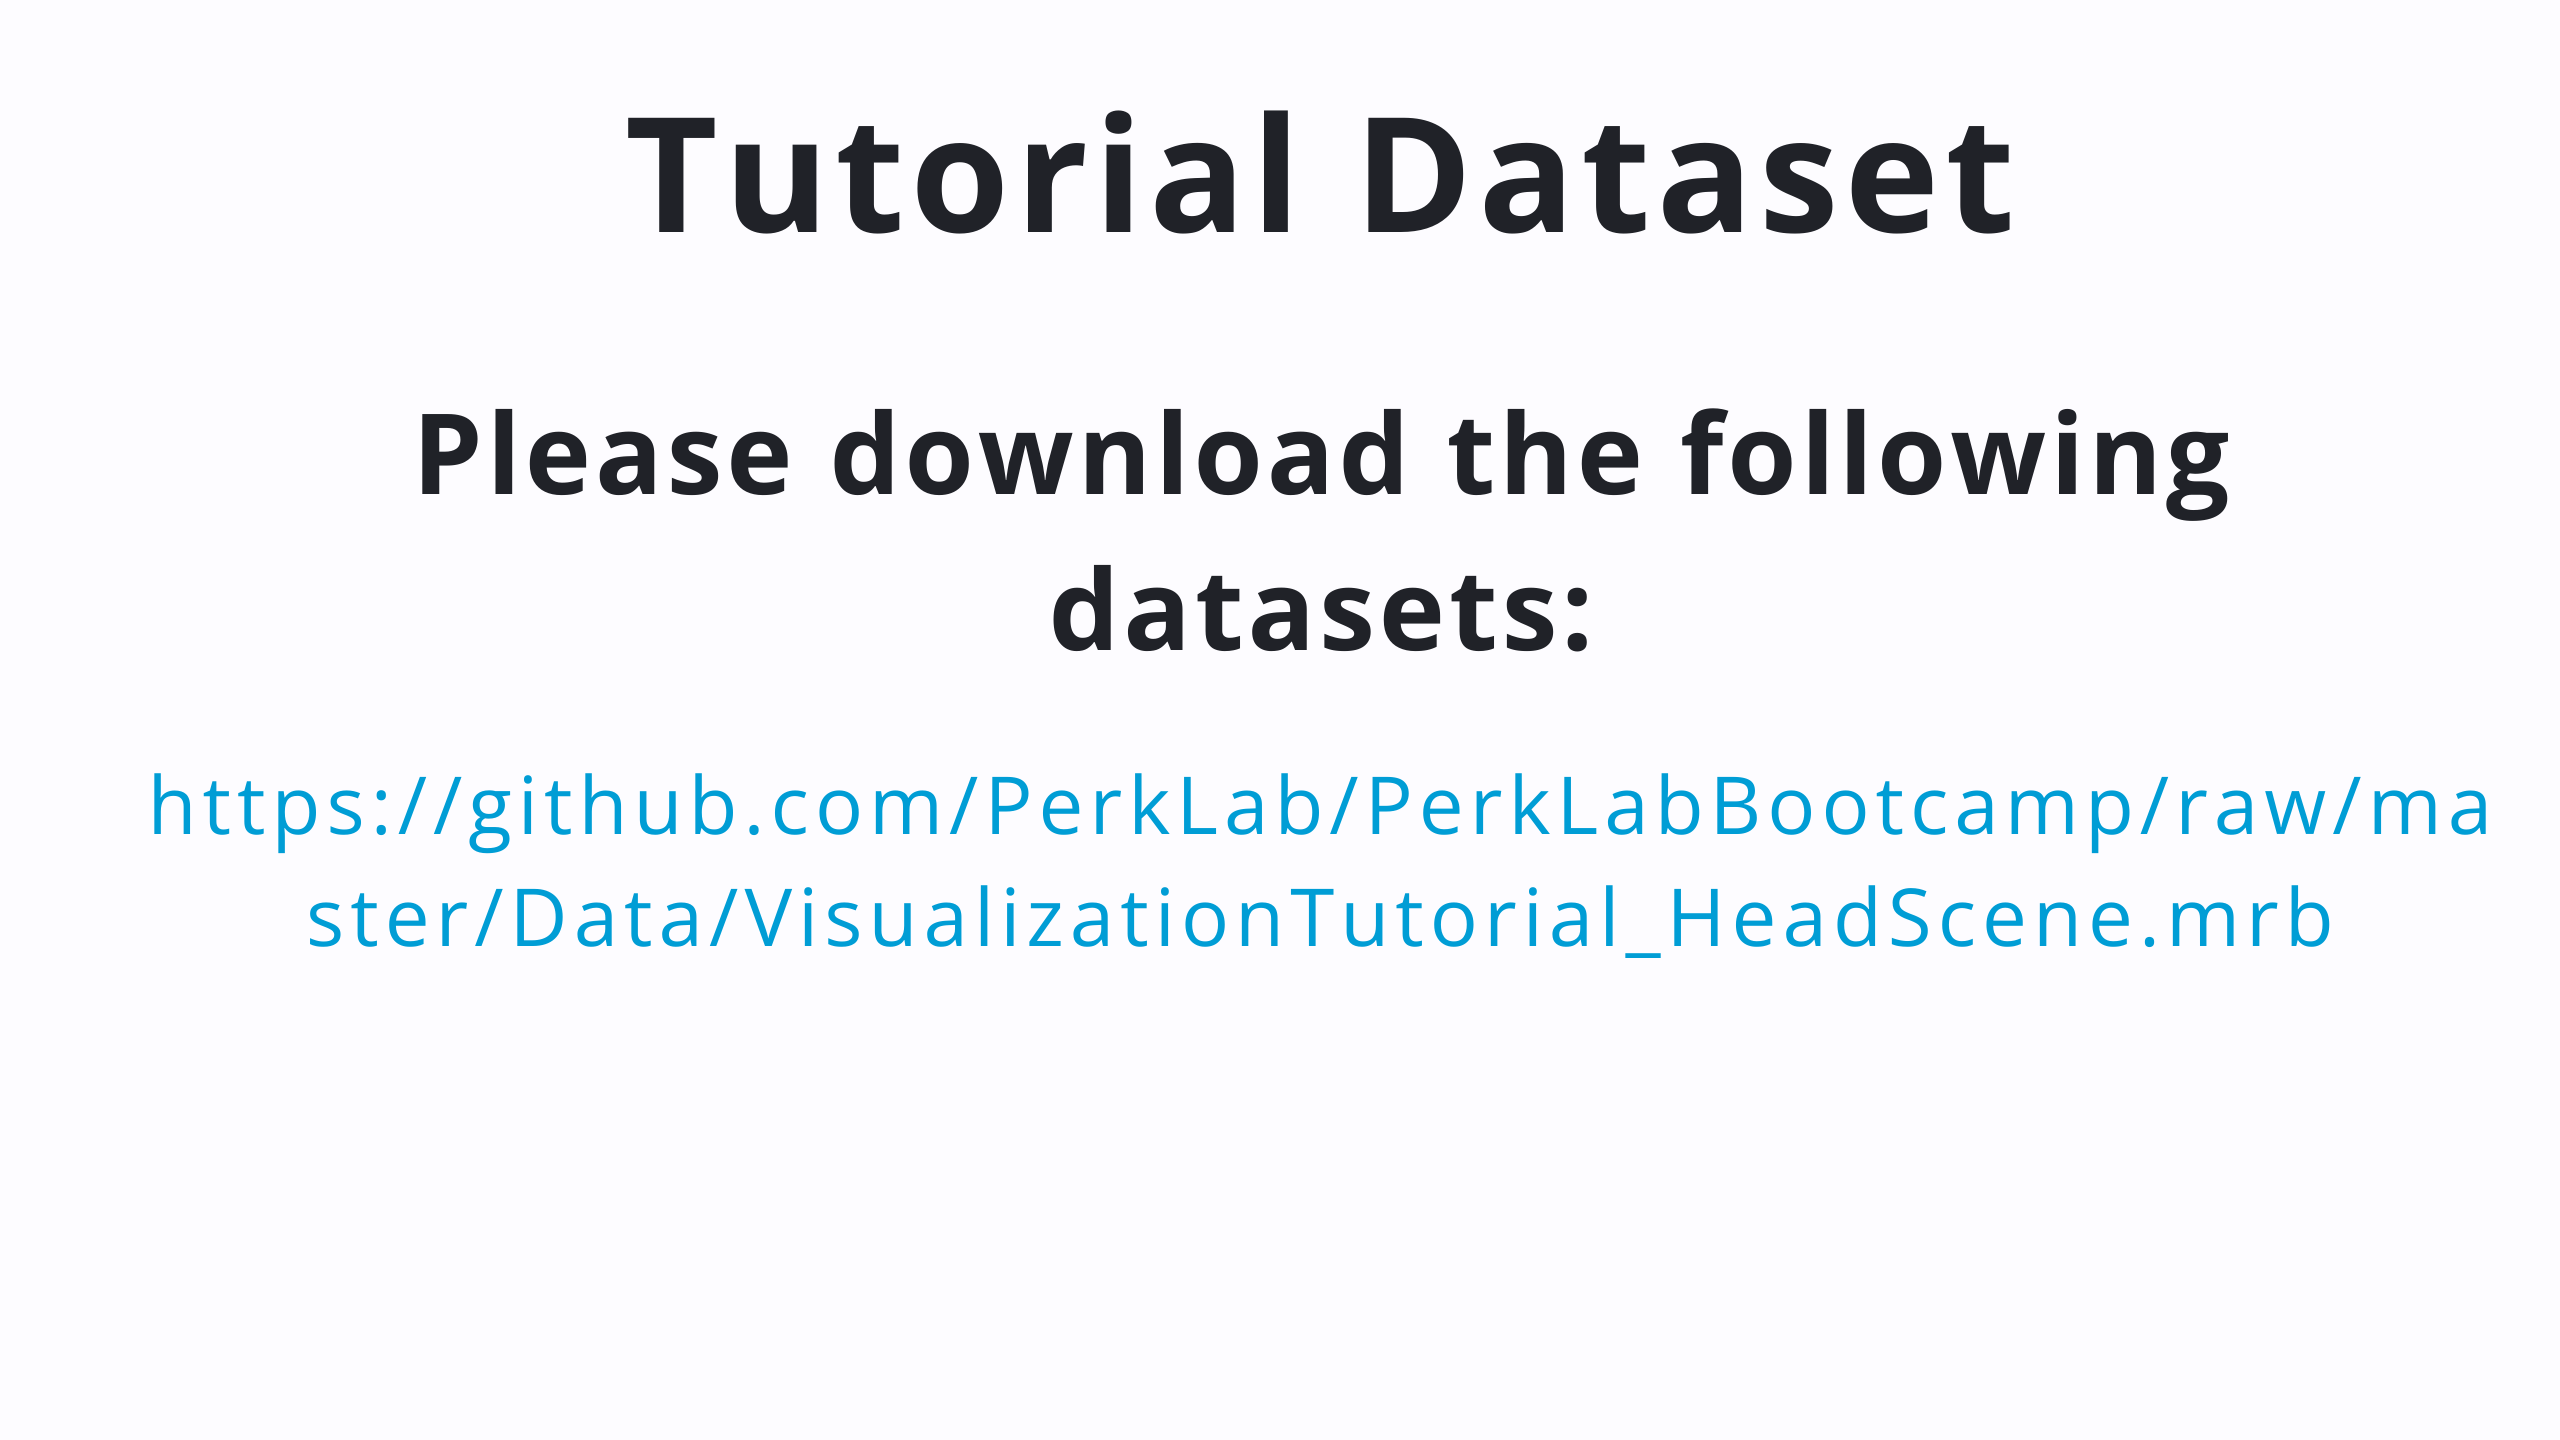 Tutorial Dataset
Please download the following
datasets:
https://github.com/PerkLab/PerkLabBootcamp/raw/ma
ster/Data/VisualizationTutorial_HeadScene.mrb